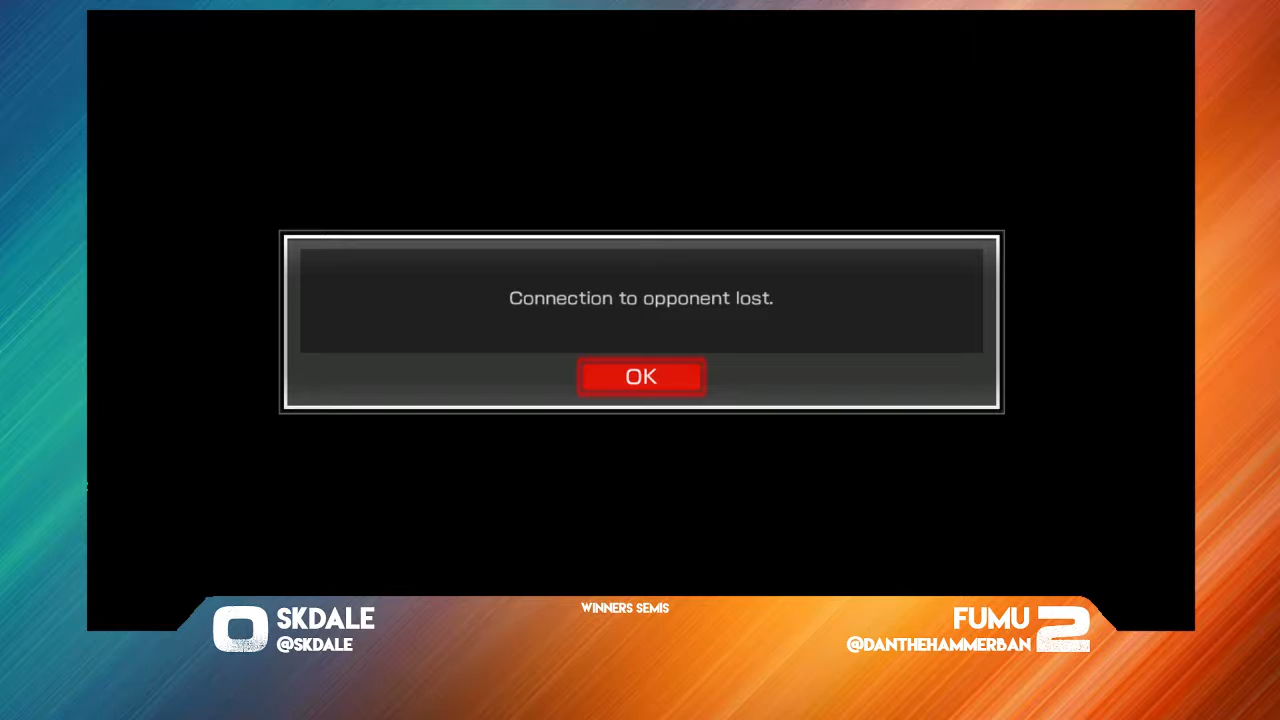 Connection to opponent lost.
OK
WINNERS SEMIS
0 SKDALE
@SKDALE
FUMU 2
@DANTHEHAMMERBAN